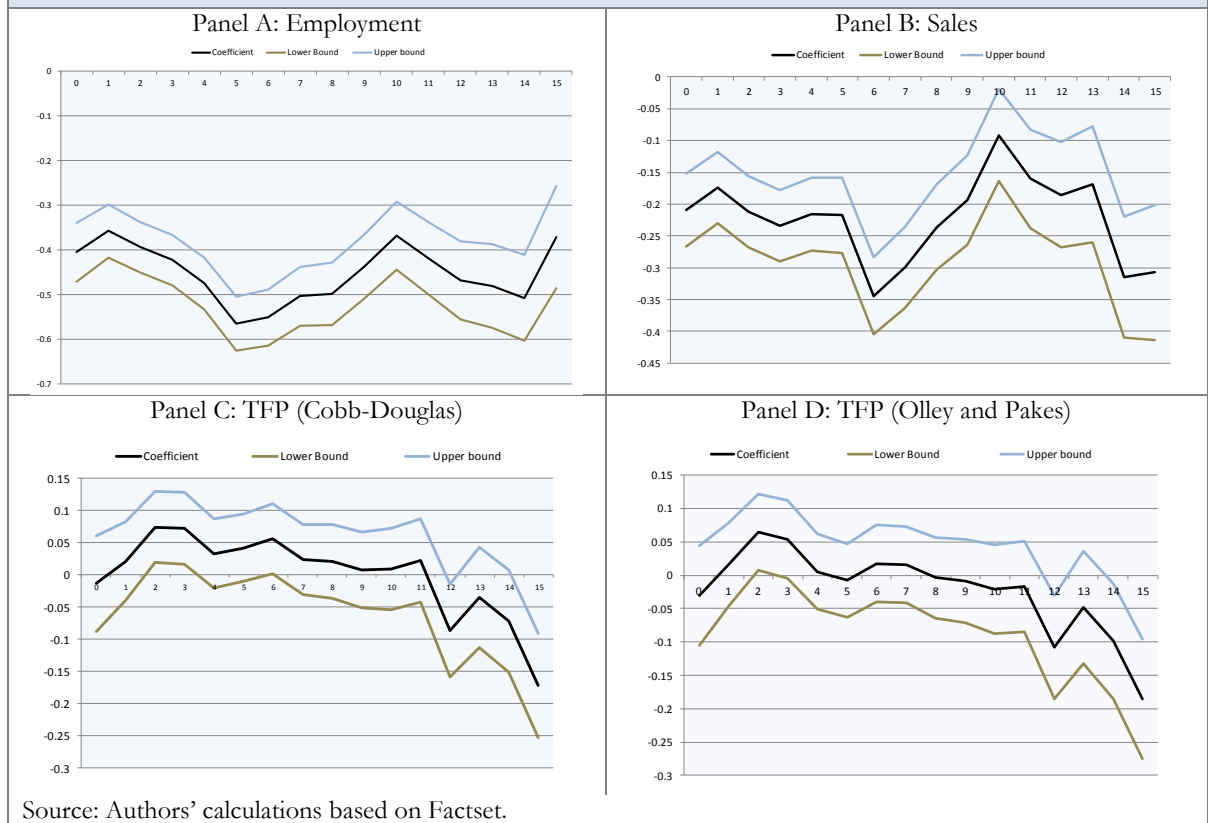 Panel A: Employment
Coefficient Lower Bound Upper bound
0
0 1 2 3 4 5 6 7 8 9 10 11 12 13 14 15
-0.1
-0.2
-0.3
-0.4
-0.5
-0.6
-0.7
Panel B: Sales
Coefficient Lower Bound Upper bound
0
0 1 2 3 4 5 6 7 8 9 10 11 12 13 14 15
-0.05
-0.1
-0.15
-0.2
-0.25
-0.3
-0.35
-0.4
-0.45
Panel C: TFP (Cobb-Douglas)
Coefficient Lower Bound Upper bound
0.15
0.1
0.05
0
0 1 2 3 4 5 6 7 8 9 10 11 12 13 14 15
-0.05
-0.1
-0.15
-0.2
-0.25
-0.3
Panel D: TFP (Olley and Pakes)
Coefficient Lower Bound Upper bound
0.15
0.1
0.05
0
0 1 2 3 4 5 6 7 8 9 10 11 12 13 14 15
-0.05
-0.1
-0.15
-0.2
-0.25
-0.3
Source: Authors' calculations based on Factset.